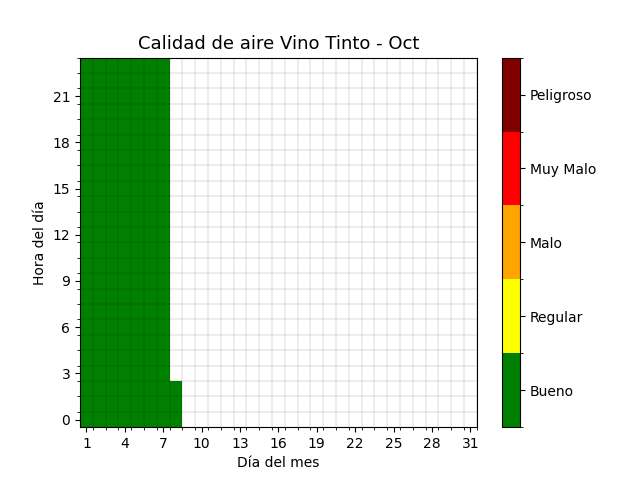 Calidad de aire Vino Tinto - Oct
Hora del día
21
18
15
12
9
6
3
0
1 4 7 10 13 16 19 22 25 28 31
Día del mes
Peligroso
Muy Malo
Malo
Regular
Bueno